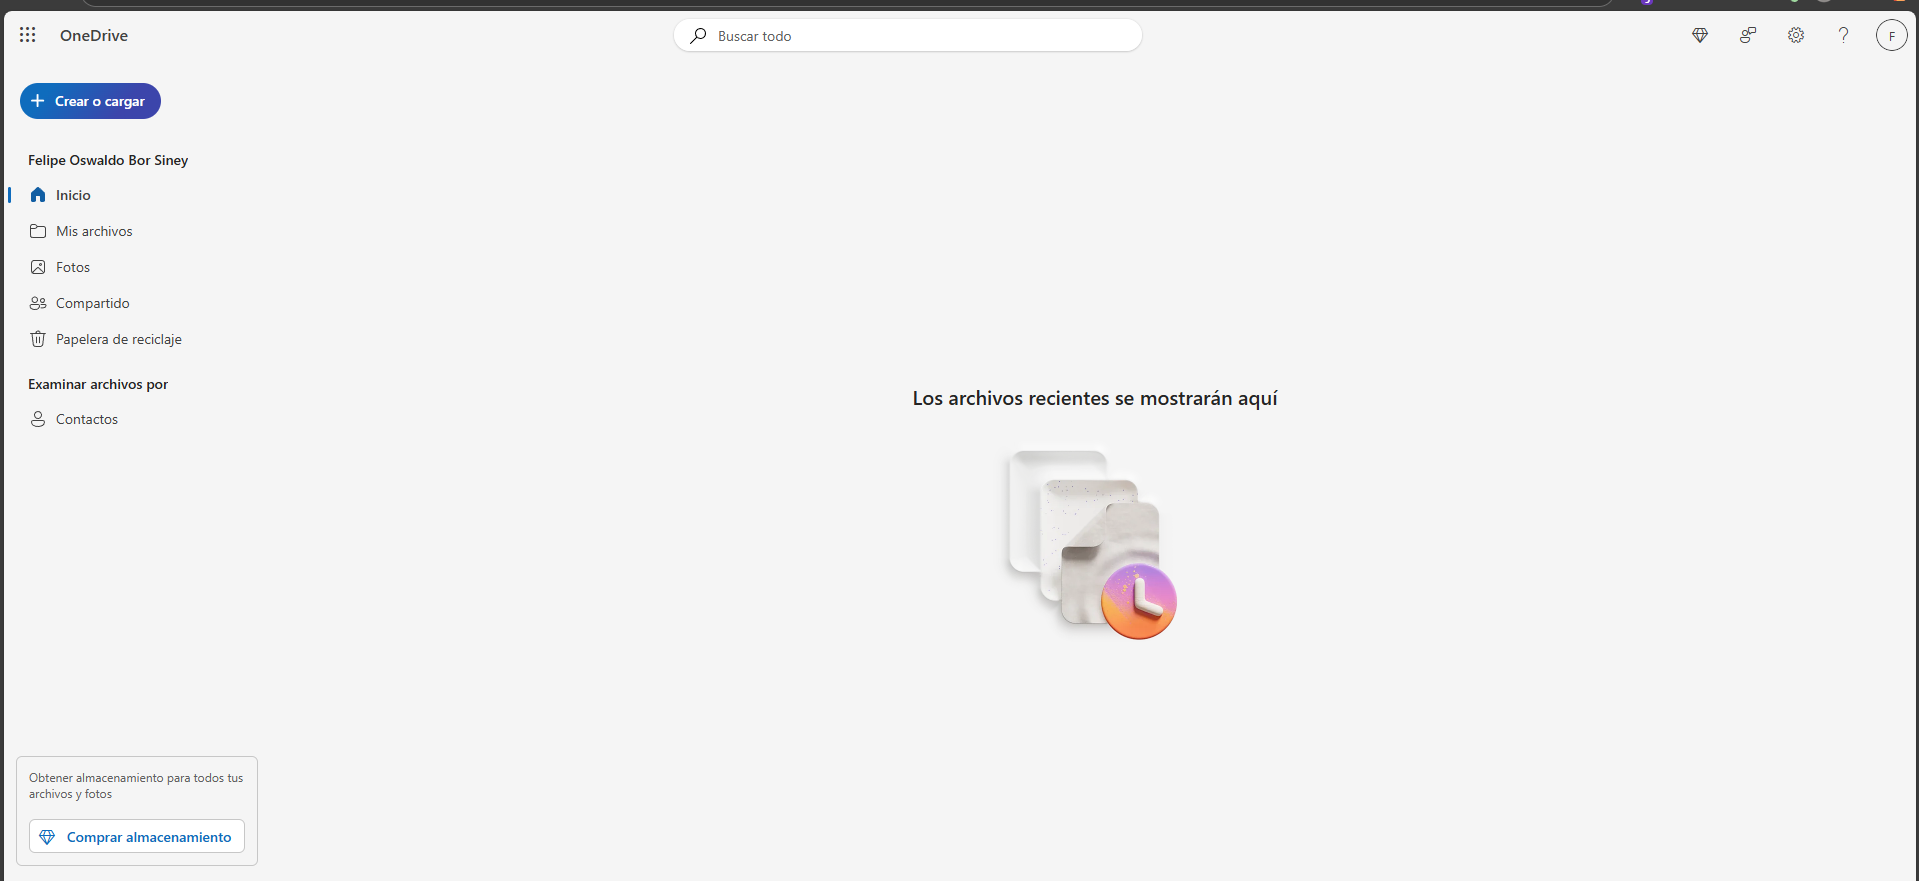 OneDrive
Buscar todo
F
Crear o cargar
Felipe Oswaldo Bor Siney
Inicio
Mis archivos
Fotos
Compartido
Papelera de reciclaje
Examinar archivos por
Contactos
Los archivos recientes se mostrarán aquí
Obtener almacenamiento para todos tus
archivos y fotos
Comprar almacenamiento